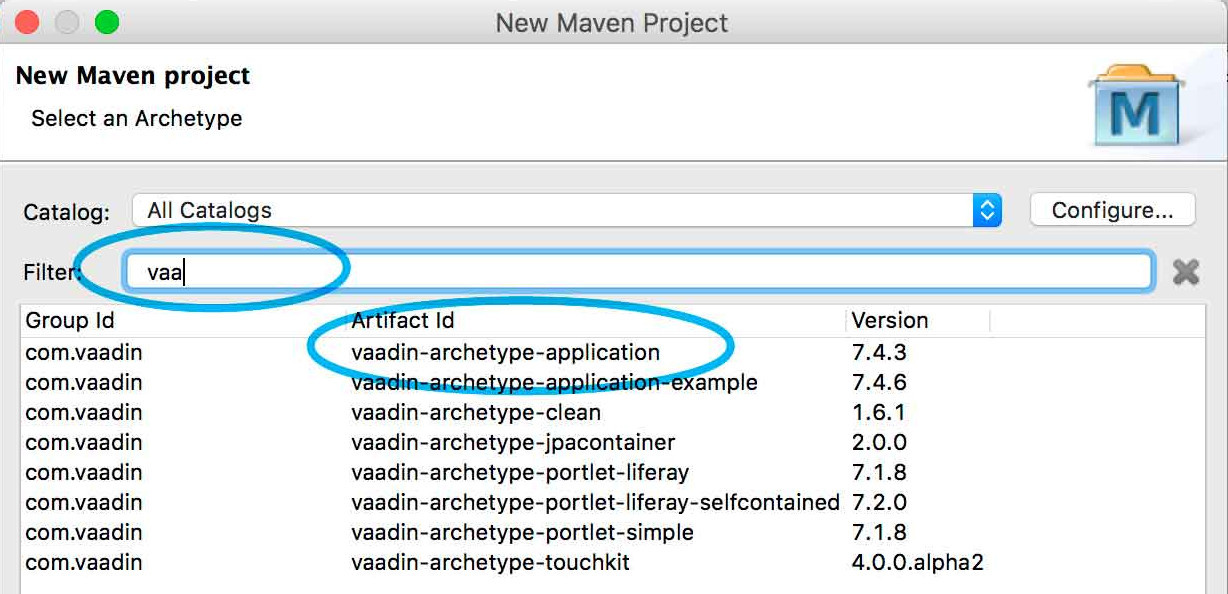 New Maven Project
New Maven project
Select an Archetype
M
Catalog: All Catalogs Configure...
Filter: vaa
Group Id Artifact Id Version
com.vaadin vaadin-archetype-application 7.4.3
com.vaadin vaadin-archetype-application-example 7.4.6
com.vaadin vaadin-archetype-clean 1.6.1
com.vaadin vaadin-archetype-jpacontainer 2.0.0
com.vaadin vaadin-archetype-portlet-liferay 7.1.8
com.vaadin vaadin-archetype-portlet-liferay-selfcontained 7.2.0
com.vaadin vaadin-archetype-portlet-simple 7.1.8
com.vaadin vaadin-archetype-touchkit 4.0.0.alpha2